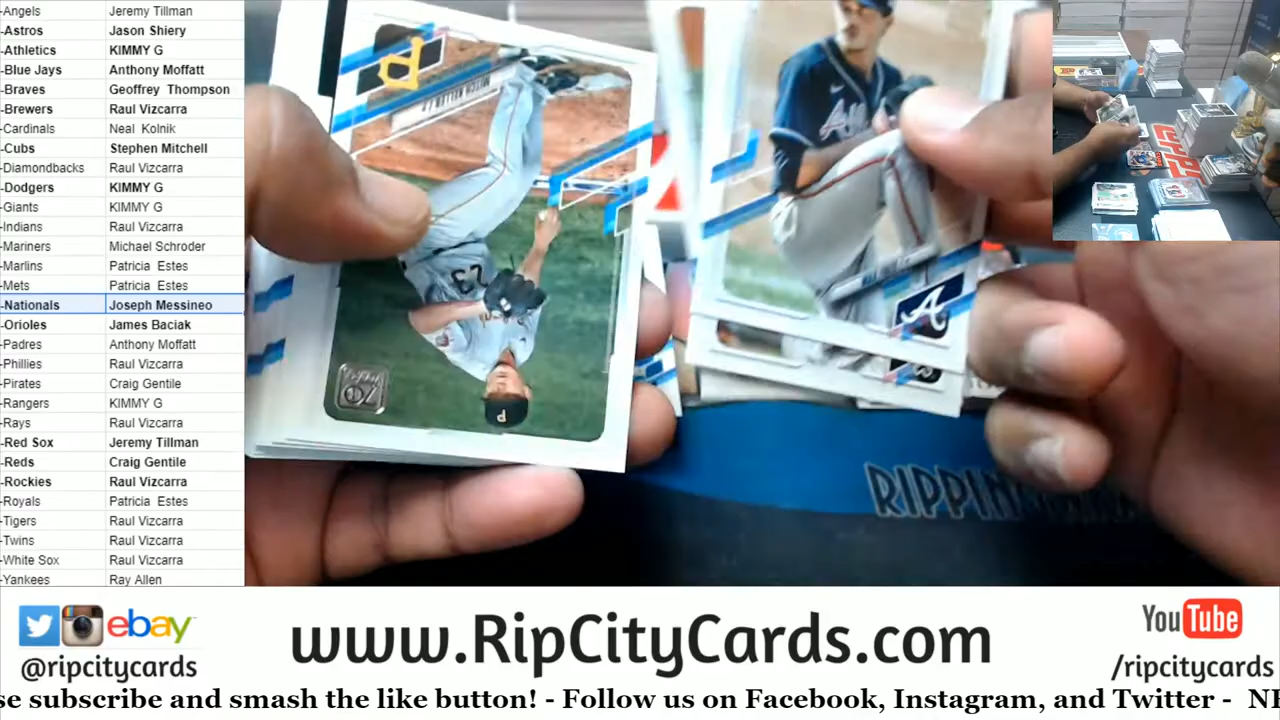 -Angels Jeremy Tillman
-Astros Jason Shiery
-Athletics KIMMY G
-Blue Jays Anthony Moffatt
-Braves Geoffrey Thompson
-Brewers Raul Vizcarra
-Cardinals Neal Kolnik
-Cubs Stephen Mitchell
-Diamondbacks Raul Vizcarra
-Dodgers KIMMY G
-Giants KIMMY G
-Indians Raul Vizcarra
-Mariners Michael Schroder
-Marlins Patricia Estes
-Mets Patricia Estes
-Nationals Joseph Messineo
-Orioles James Baciak
-Padres Anthony Moffatt
-Phillies Raul Vizcarra
-Pirates Craig Gentile
-Rangers KIMMY G
-Rays Raul Vizcarra
-Red Sox Jeremy Tillman
-Reds Craig Gentile
-Rockies Raul Vizcarra
-Royals Patricia Estes
-Tigers Raul Vizcarra
-Twins Raul Vizcarra
-White Sox Raul Vizcarra
-Yankees Ray Allen
23
P
70
A
RIPPIN
TOPPS
ebay
@ripcitycards
www.RipCityCards.com
YouTube
/ripcitycards
se subscribe and smash the like button! - Follow us on Facebook, Instagram, and Twitter -